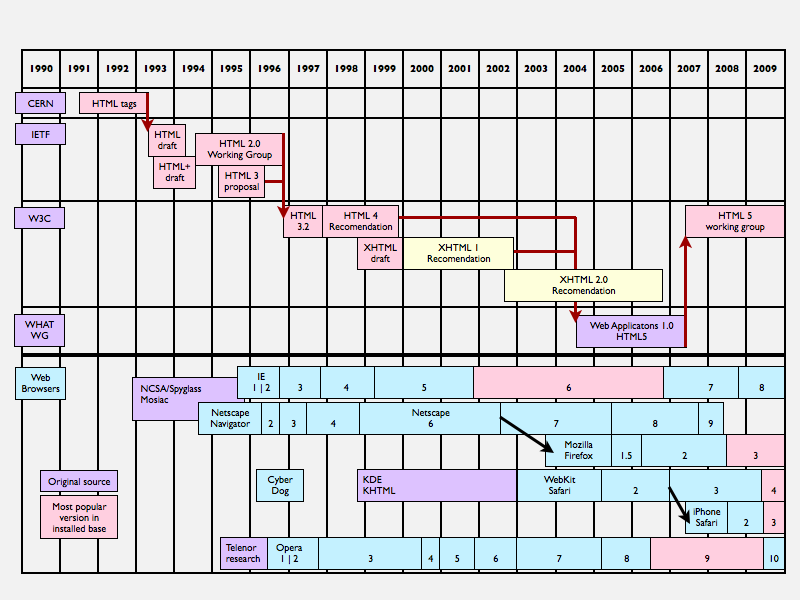 1990 1991 1992 1993 1994 1995 1996 1997 1998 1999 2000 2001 2002 2003 2004 2005 2006 2007 2008 2009
CERN
HTML tags
IETF
HTML
draft
HTML 2.0
Working Group
HTML+
draft
HTML 3
proposal
W3C
HTML
3.2
HTML 4
Recomendation
HTML 5
working group
XHTML
draft
XHTML 1
Recomendation
XHTML 2.0
Recomendation
WHAT
WG
Web Applicatons 1.0
HTML5
Web
Browsers
NCSA/Spyglass
Mosiac
IE
1 | 2
3 4 5 6 7 8
Netscape
Navigator
2 3 4
Netscape
6
7 8 9
Mozilla
Firefox
1.5 2 3
Original source
Cyber
Dog
KDE
KHTML
WebKit
Safari
2 3 4
Most popular
version in
installed base
iPhone
Safari
2 3
Telenor
research
Opera
1 | 2
3 4 5 6 7 8 9 10